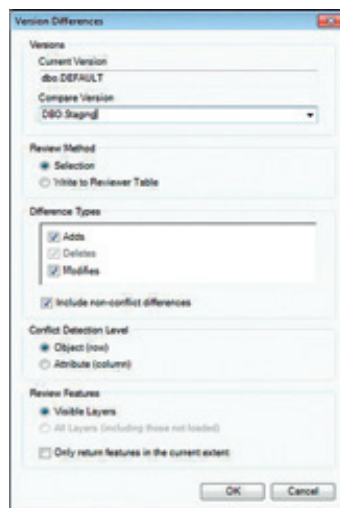 Version Differences
Versions
Current Version
dbo.DEFAULT
Compare Version
DBO.Staging
Review Method
Selection
Write to Reviewer Table
Difference Types
Adds
Deletes
Modifies
Include non-conflict differences
Conflict Detection Level
Object (row)
Attribute (column)
Review Features
Visible Layers
All Layers (including those not loaded)
Only return features in the current extent
OK Cancel